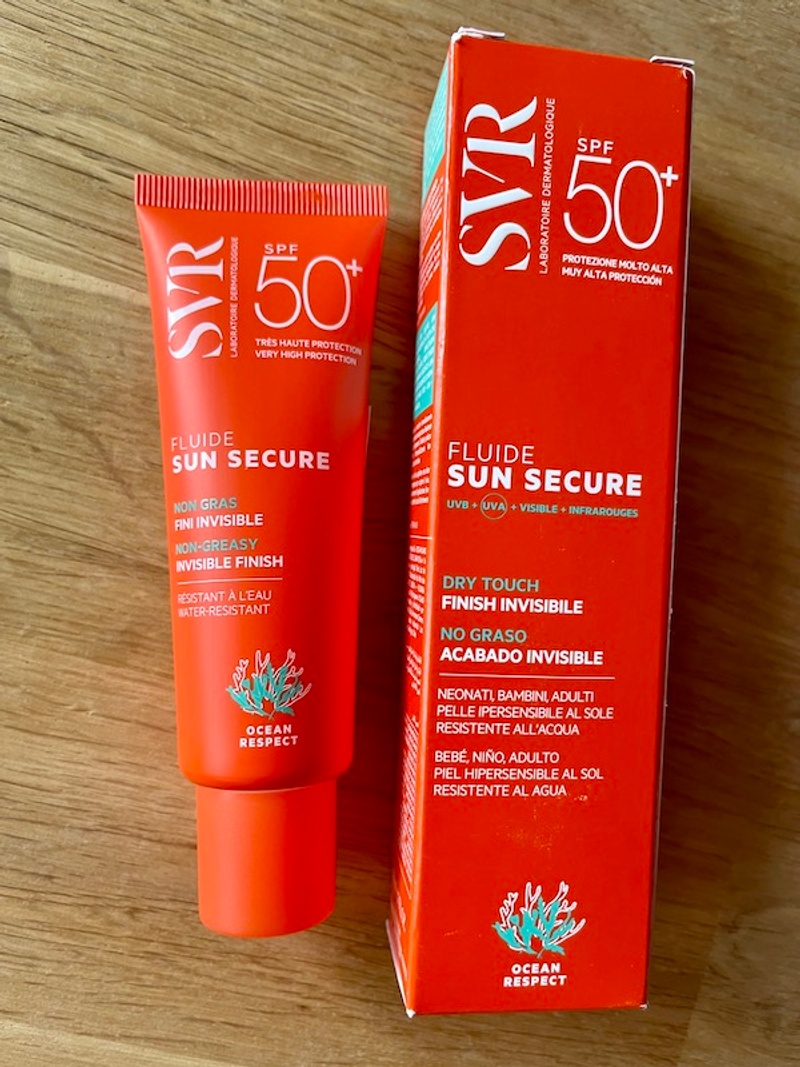 SVR
LABORATOIRE DERMATOLOGIQUE
SPF
50+
TRÈS HAUTE PROTECTION
VERY HIGH PROTECTION
FLUIDE
SUN SECURE
NON GRAS
FINI INVISIBLE
NON-GREASY
INVISIBLE FINISH
RÉSISTANT À L'EAU
WATER-RESISTANT
OCEAN
RESPECT
SVR
LABORATOIRE DERMATOLOGIQUE
SPF
50+
PROTEZIONE MOLTO ALTA
MUY ALTA PROTECCIÓN
FLUIDE
SUN SECURE
UVB + UVA + VISIBLE + INFRAROUGES
DRY TOUCH
FINISH INVISIBILE
NO GRASO
ACABADO INVISIBLE
NEONATI, BAMBINI, ADULTI
PELLE IPERSENSIBILE AL SOLE
RESISTENTE ALL'ACQUA
BEBÉ, NIÑO, ADULTO
PIEL HIPERSENSIBLE AL SOL
RESISTENTE AL AGUA
OCEAN
RESPECT